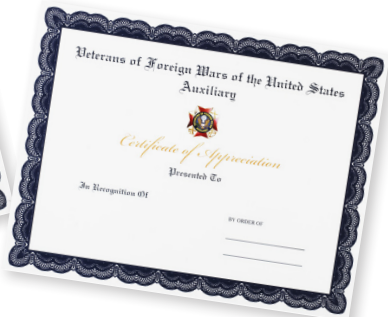 Veterans of Foreign Wars of the United States
Auxiliary
Certificate of Appreciation
Presented To
In Recognition Of
BY ORDER OF